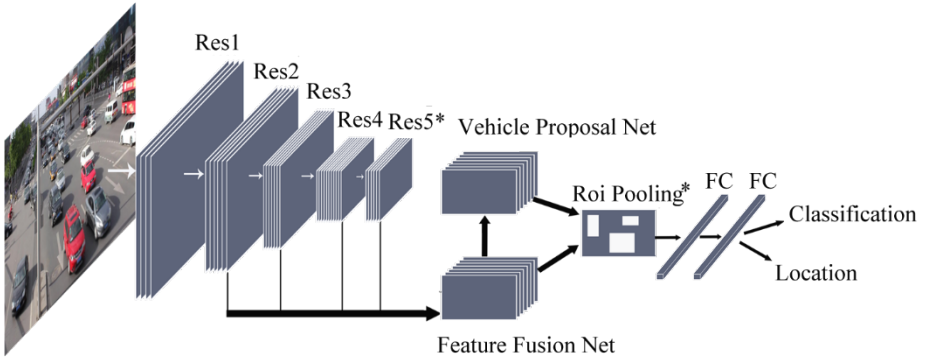 Res1
Res2
Res3
Res4
Res5*
Vehicle Proposal Net
Roi Pooling*
FC
FC
Classification
Location
Feature Fusion Net